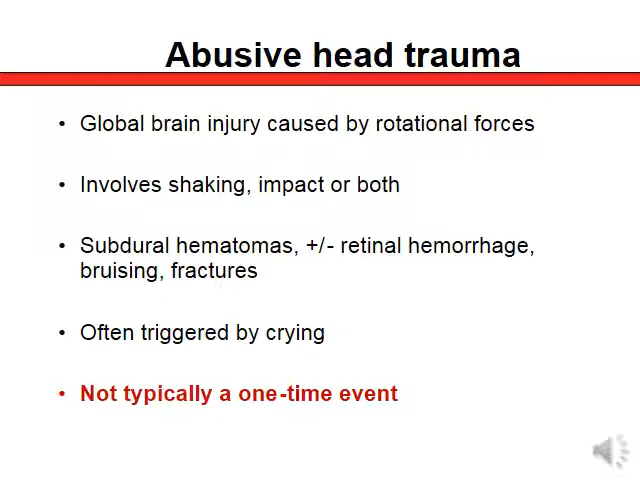 Abusive head trauma
• Global brain injury caused by rotational forces
• Involves shaking, impact or both
• Subdural hematomas, +/- retinal hemorrhage,
bruising, fractures
• Often triggered by crying
• Not typically a one-time event